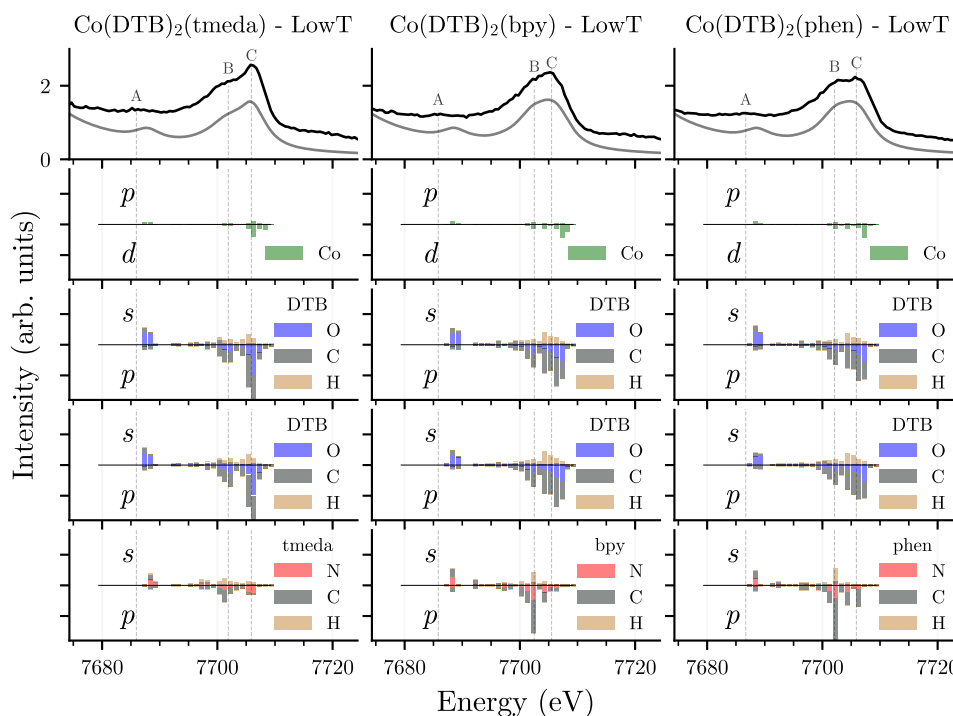 Co(DTB)2(tmeda) - LowT
Co(DTB)2(bpy) - LowT
Co(DTB)2(phen) - LowT
Intensity (arb. units)
2
0
A
B
C
A
B
C
A
B
C
p
d
Co
p
d
Co
p
d
Co
s
p
DTB
O
C
H
s
p
DTB
O
C
H
s
p
DTB
O
C
H
s
p
DTB
O
C
H
s
p
DTB
O
C
H
s
p
DTB
O
C
H
s
p
tmeda
N
C
H
s
p
bpy
N
C
H
s
p
phen
N
C
H
7680 7700 7720
7680 7700 7720
7680 7700 7720
Energy (eV)